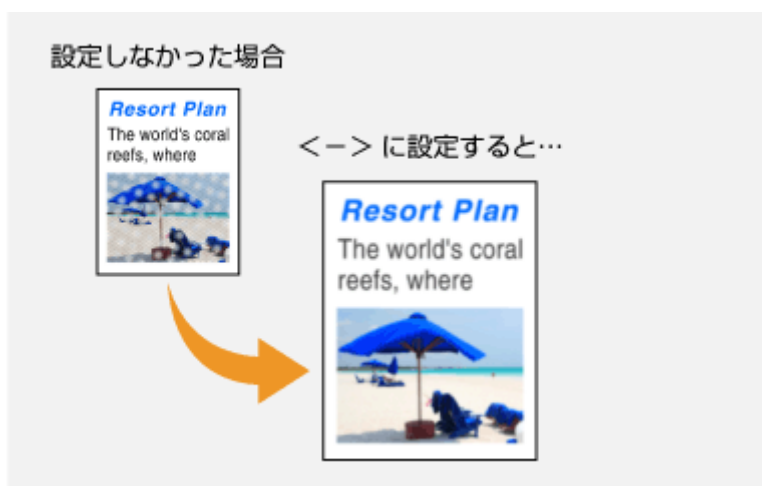 設定しなかった場合
Resort Plan
The world's coral
reefs, where
＜－＞ に設定すると…
Resort Plan
The world's coral
reefs, where